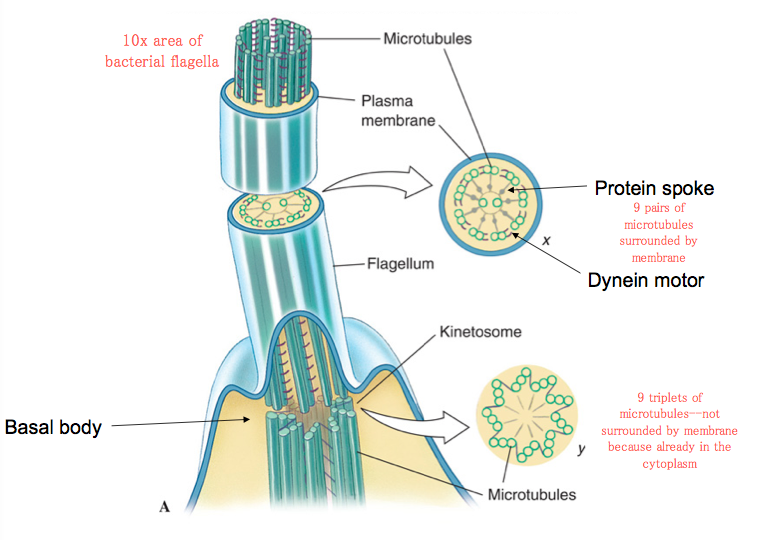 10x area of
bacterial flagella
Microtubules
Plasma
membrane
Protein spoke
9 pairs of
microtubules
surrounded by
membrane
x
Dynein motor
Flagellum
Kinetosome
9 triplets of
microtubules--not
surrounded by membrane
because already in the
cytoplasm
Basal body
y
Microtubules
A